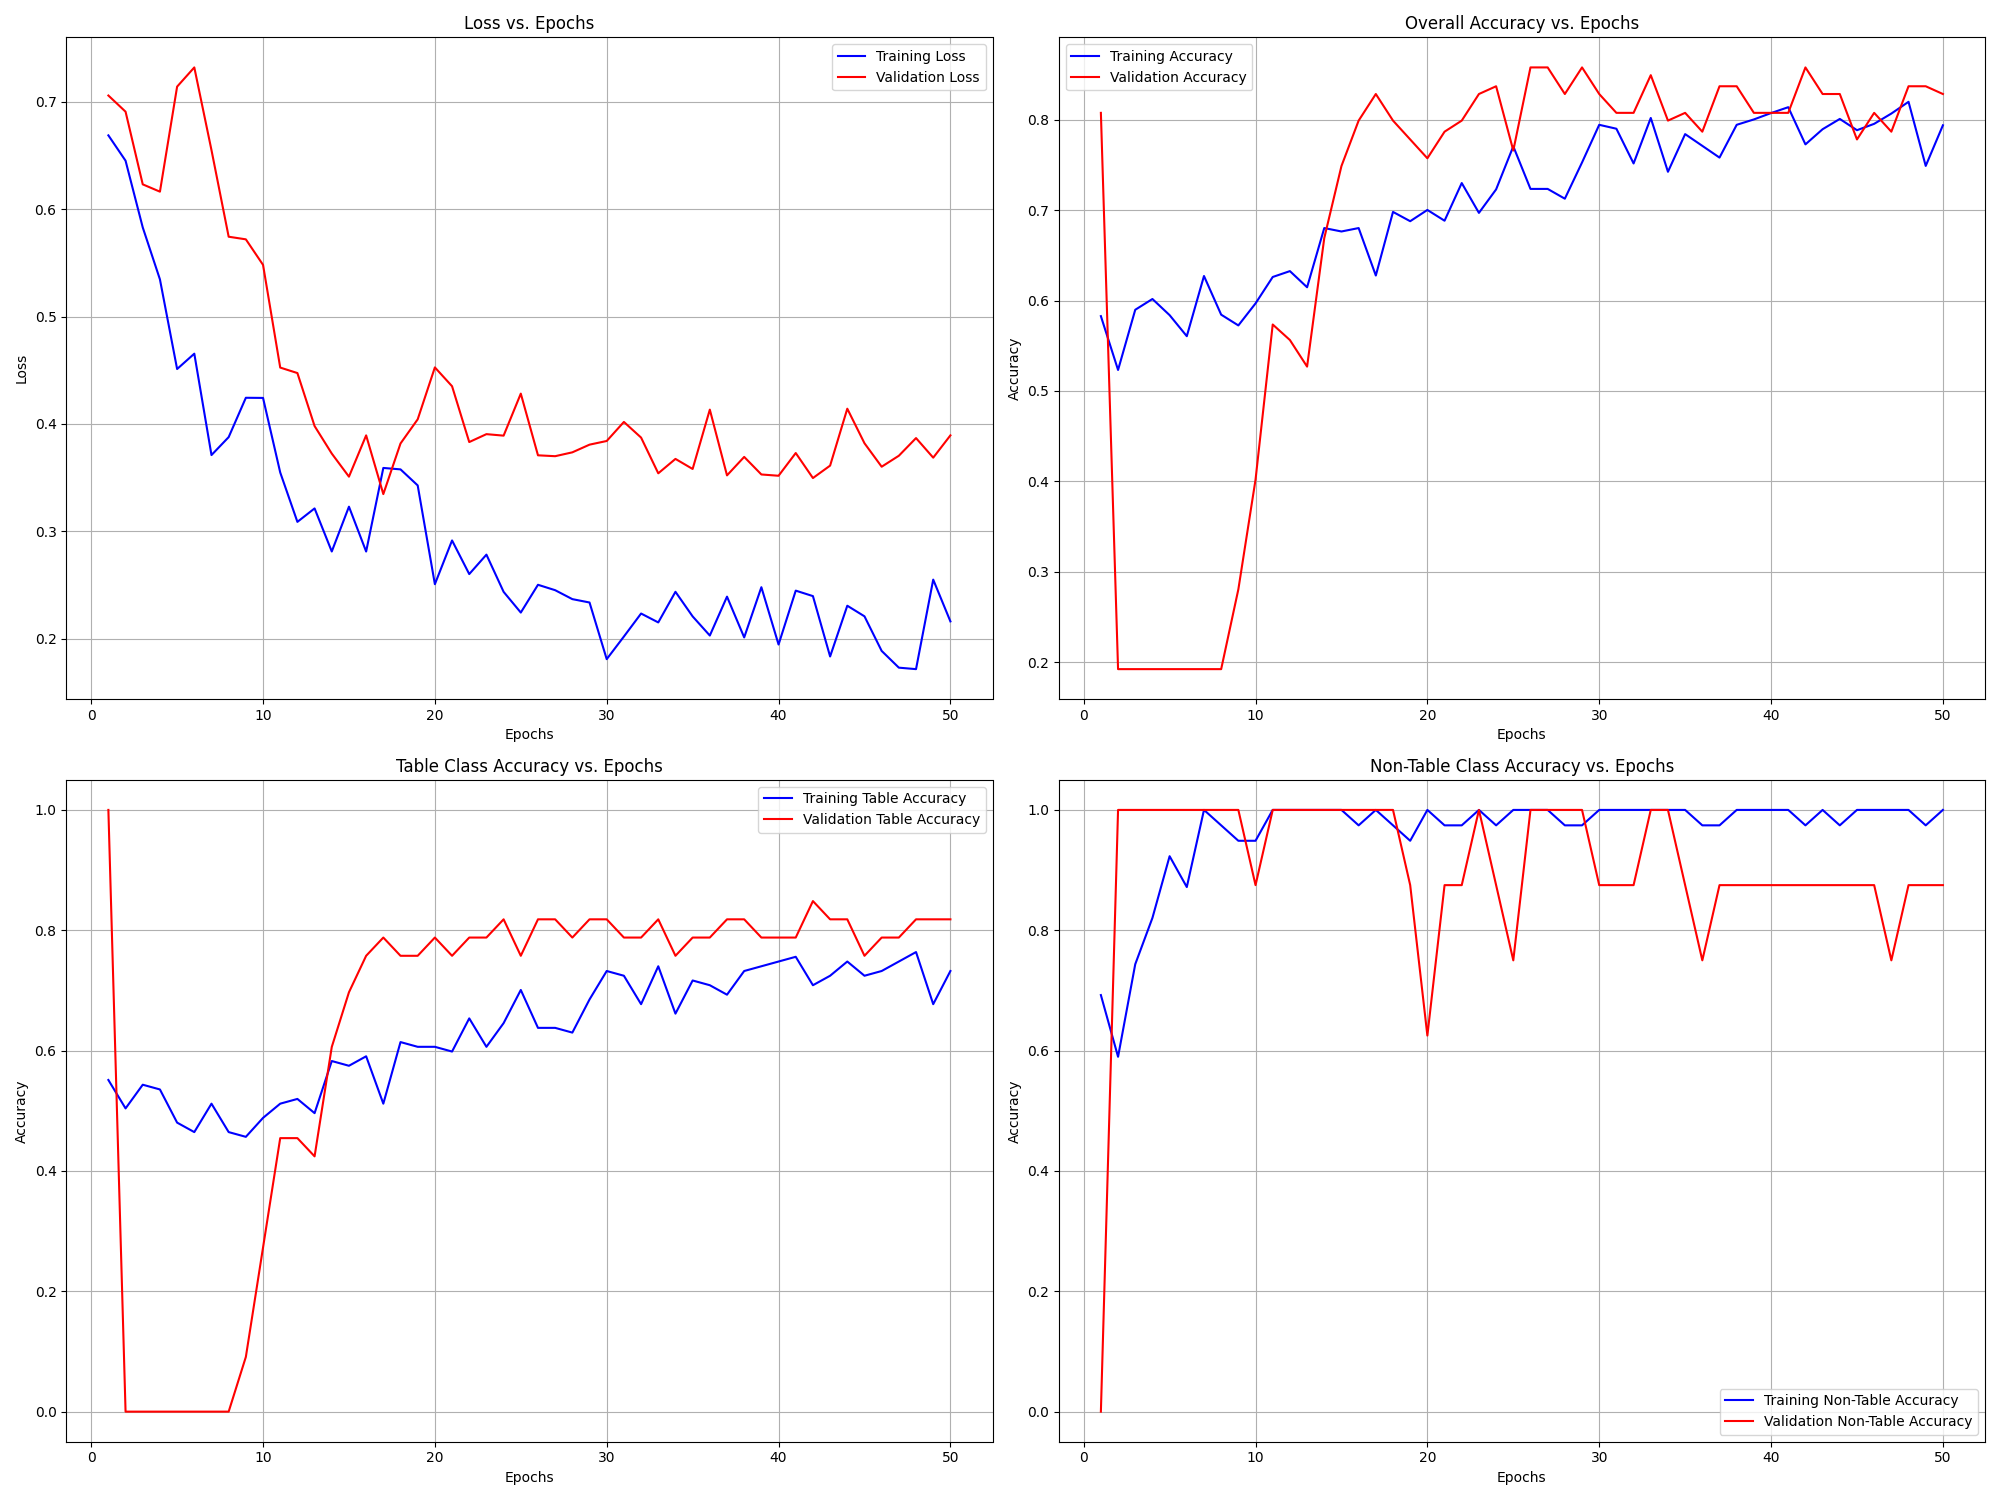 Loss vs. Epochs
Training Loss
Validation Loss
0.7
0.6
0.5
0.4
0.3
0.2
Loss
0 10 20 30 40 50
Epochs
Overall Accuracy vs. Epochs
Training Accuracy
Validation Accuracy
0.8
0.7
0.6
0.5
0.4
0.3
0.2
Accuracy
0 10 20 30 40 50
Epochs
Table Class Accuracy vs. Epochs
Training Table Accuracy
Validation Table Accuracy
1.0
0.8
0.6
0.4
0.2
0.0
Accuracy
0 10 20 30 40 50
Epochs
Non-Table Class Accuracy vs. Epochs
1.0
0.8
0.6
0.4
0.2
0.0
Accuracy
Training Non-Table Accuracy
Validation Non-Table Accuracy
0 10 20 30 40 50
Epochs